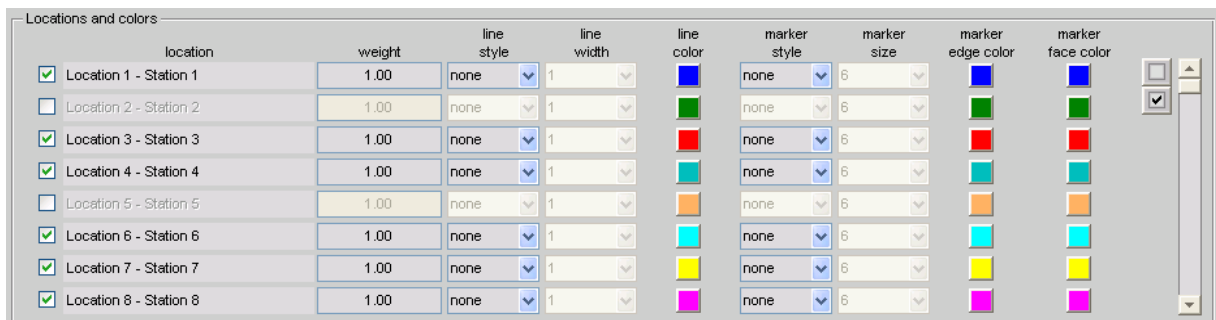 Locations and colors
line line line marker marker marker marker
location weight style width color style size edge color face color
Location 1 - Station 1 1.00 none 1 none 6
Location 2 - Station 2 1.00 none 1 none 6
Location 3 - Station 3 1.00 none 1 none 6
Location 4 - Station 4 1.00 none 1 none 6
Location 5 - Station 5 1.00 none 1 none 6
Location 6 - Station 6 1.00 none 1 none 6
Location 7 - Station 7 1.00 none 1 none 6
Location 8 - Station 8 1.00 none 1 none 6